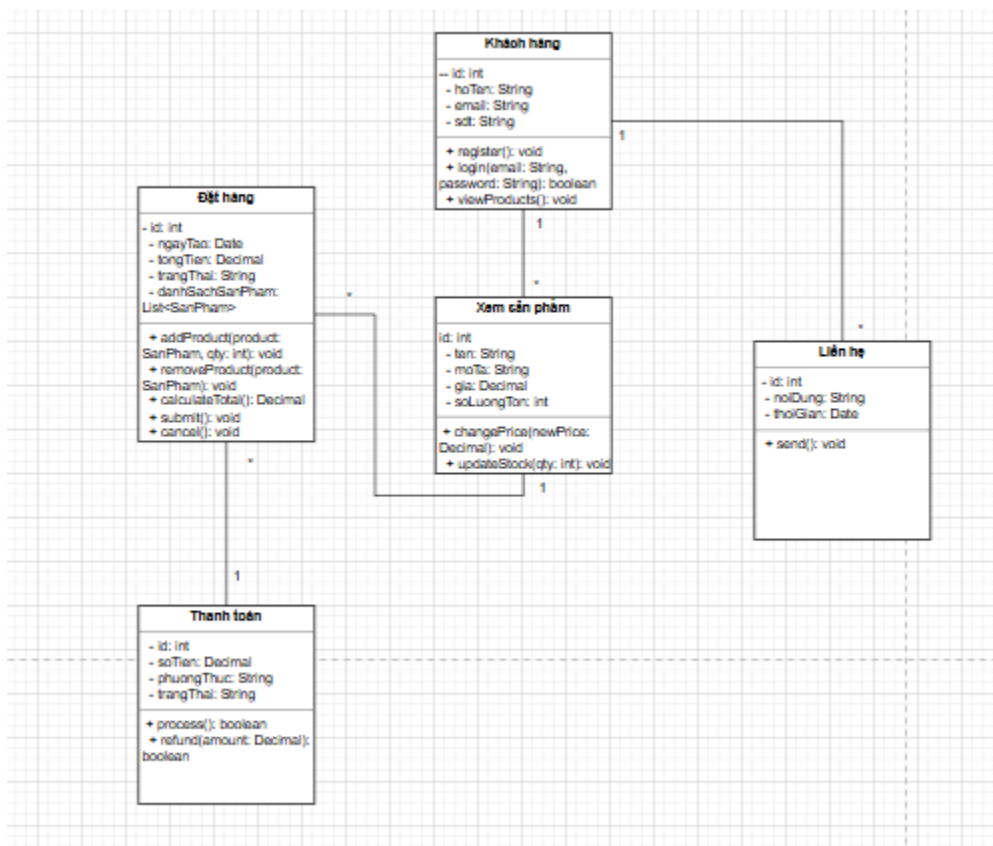 Khách hàng
-- id: int
- hoTen: String
- email: String
- sdt: String
+ register(): void
+ login(email: String,
password: String): boolean
+ viewProducts(): void
1
1
*
Đặt hàng
- id: int
- ngayTao: Date
- tongTien: Decimal
- trangThai: String
- danhSachSanPham:
List<SanPham>
+ addProduct(product:
SanPham, qty: int): void
+ removeProduct(product:
SanPham): void
+ calculateTotal(): Decimal
+ submit(): void
+ cancel(): void
*
*
1
Xem sản phẩm
id: int
- ten: String
- moTa: String
- gia: Decimal
- soLuongTon: int
+ changePrice(newPrice:
Decimal): void
+ updateStock(qty: int): void
1
*
Liên hệ
- id: int
- noiDung: String
- thoiGian: Date
+ send(): void
Thanh toán
- id: int
- soTien: Decimal
- phuongThuc: String
- trangThai: String
+ process(): boolean
+ refund(amount: Decimal):
boolean